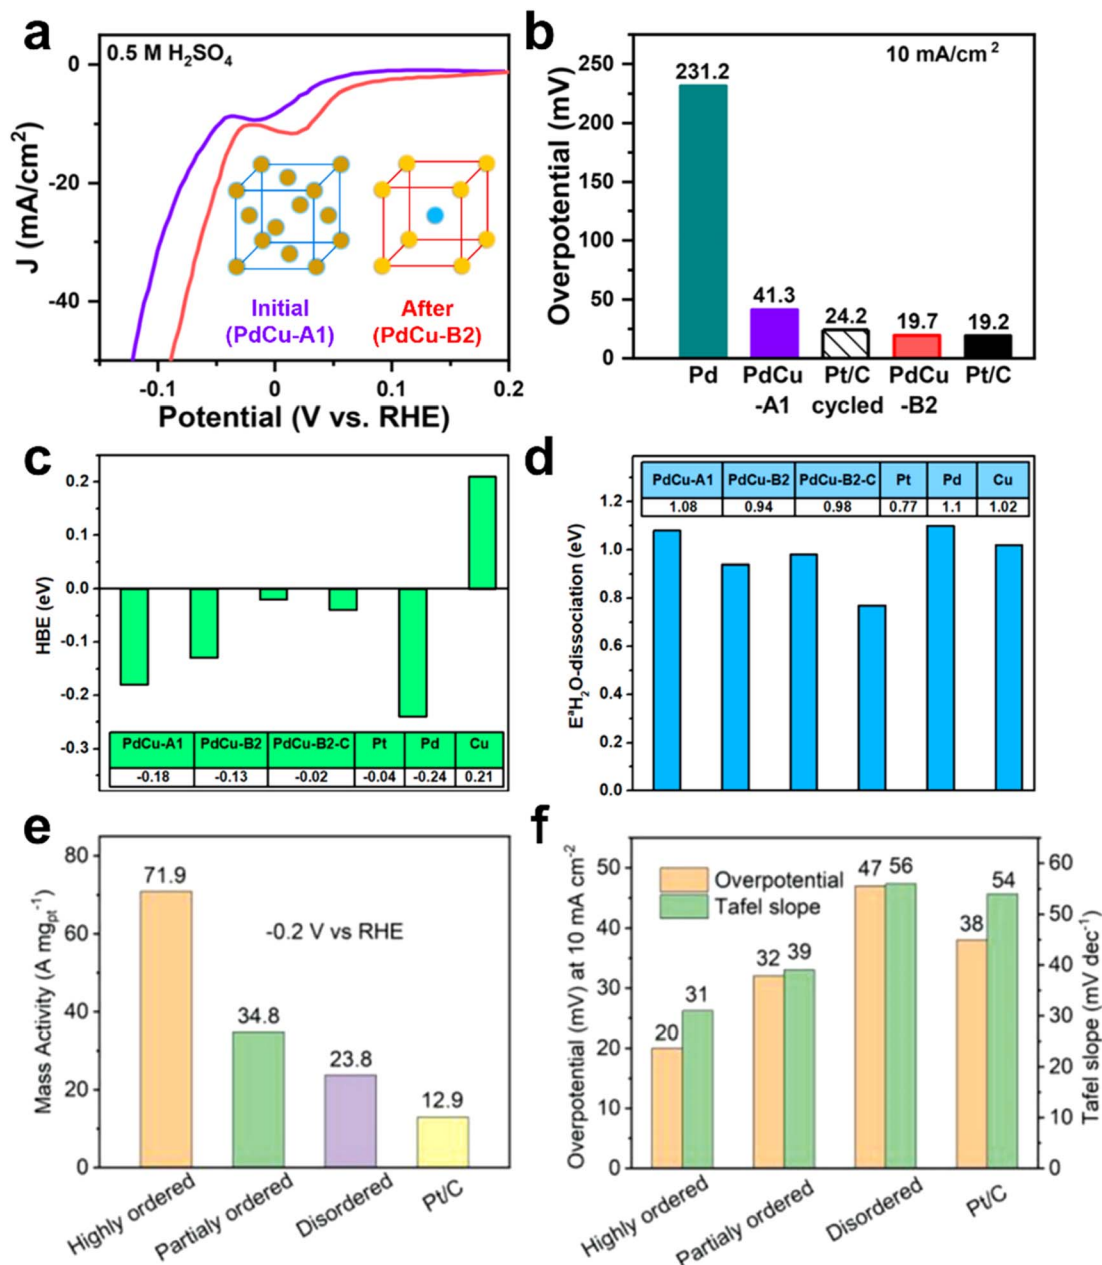 a
0.5 M H₂SO₄
J (mA/cm²)
0
-20
-40
Initial
(PdCu-A1)
After
(PdCu-B2)
-0.1
0
0.1
0.2
Potential (V vs. RHE)
b
10 mA/cm²
Overpotential (mV)
250
200
150
100
50
0
231.2
41.3
24.2
19.7
19.2
Pd
PdCu
-A1
Pt/C
cycled
PdCu
-B2
Pt/C
c
HBE (eV)
0.2
0.1
0.0
-0.1
-0.2
-0.3
PdCu-A1 PdCu-B2 PdCu-B2-C Pt Pd Cu
-0.18 -0.13 -0.02 -0.04 -0.24 0.21
d
EᵃH₂O-dissociation (eV)
1.2
1.0
0.8
0.6
0.4
0.2
0.0
PdCu-A1 PdCu-B2 PdCu-B2-C Pt Pd Cu
1.08 0.94 0.98 0.77 1.1 1.02
e
Mass Activity (A mgₚₜ⁻¹)
80
60
40
20
0
71.9
34.8
23.8
12.9
-0.2 V vs RHE
Highly ordered
Partialy ordered
Disordered
Pt/C
f
Overpotential (mV) at 10 mA cm⁻²
50
40
30
20
10
0
Overpotential
Tafel slope
20 31
32 39
47 56
38 54
60
50
40
30
20
10
0
Tafel slope
(mV dec⁻¹)
Highly ordered
Partialy ordered
Disordered
Pt/C